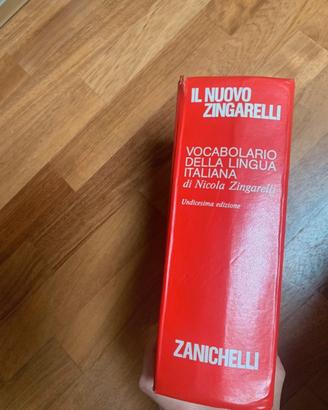 IL NUOVO
ZINGARELLI
VOCABOLARIO
DELLA LINGUA
ITALIANA
di Nicola Zingarelli
Undicesima edizione
ZANICHELLI